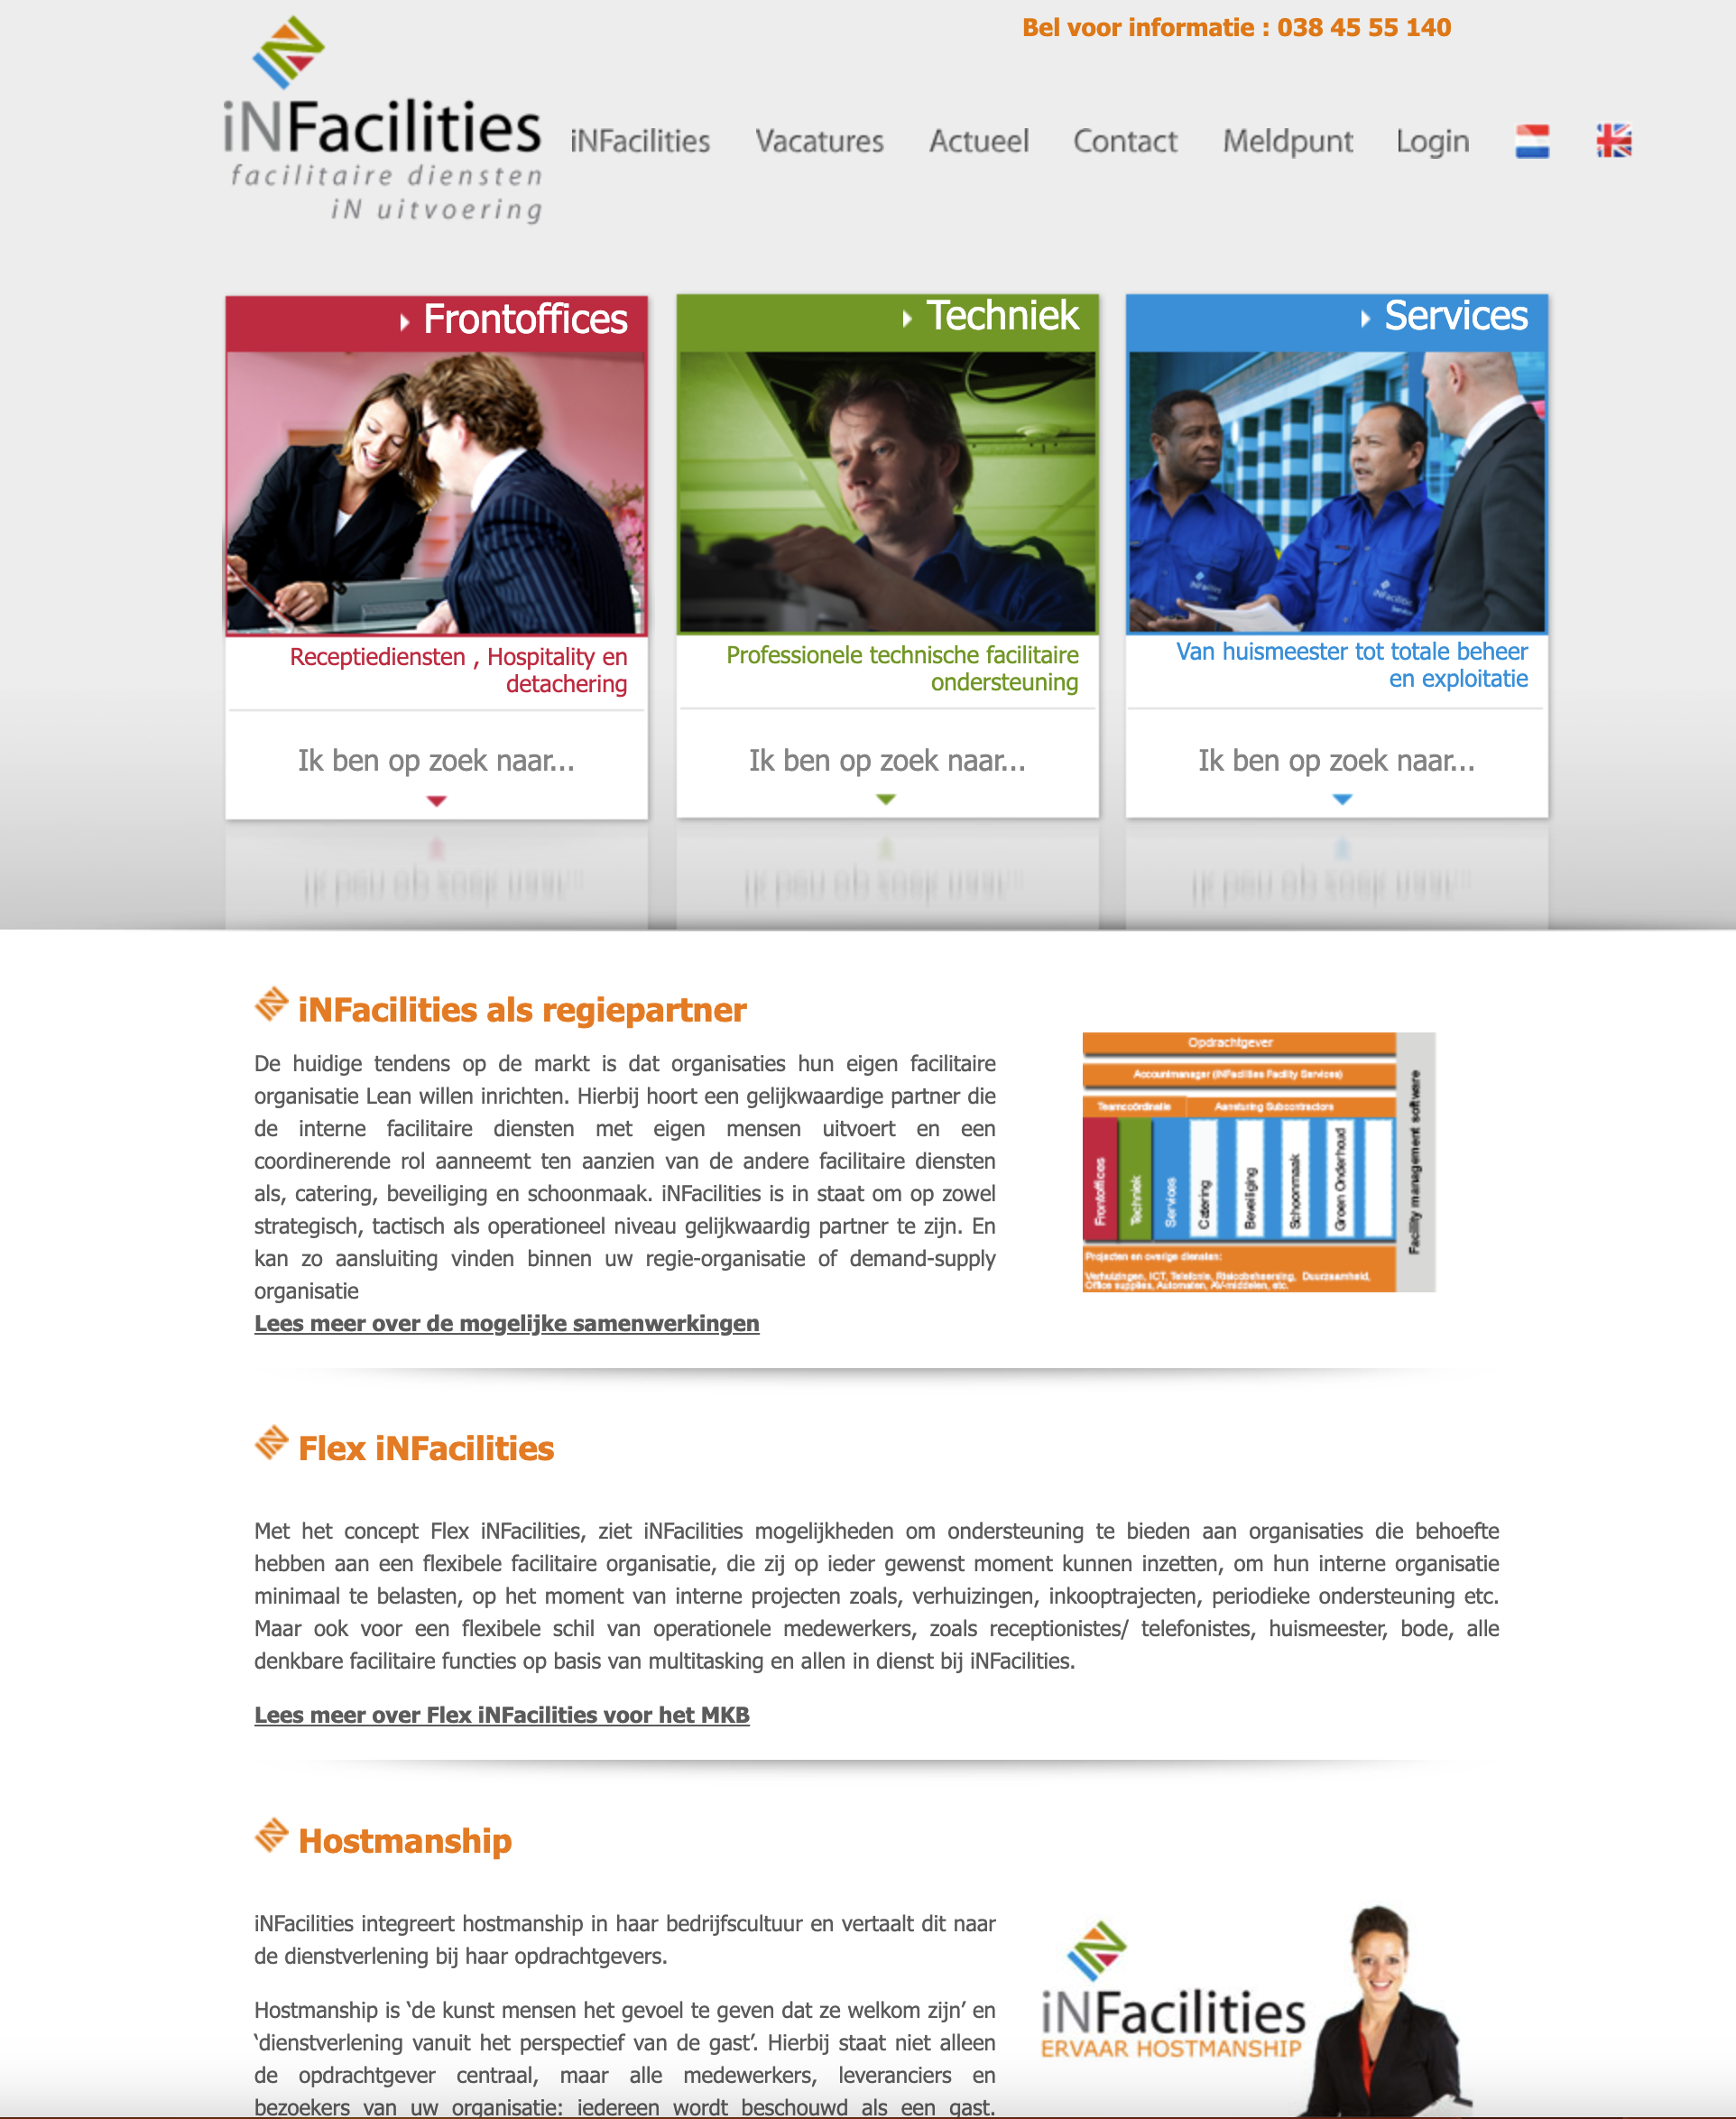 Bel voor informatie : 038 45 55 140
iNFacilities
facilitaire diensten
iN uitvoering
iNFacilities Vacatures Actueel Contact Meldpunt Login
Frontoffices
Receptiediensten , Hospitality en
detachering
Ik ben op zoek naar...
Techniek
Professionele technische facilitaire
ondersteuning
Ik ben op zoek naar...
Services
iNFacilities
Van huismeester tot totale beheer
en exploitatie
Ik ben op zoek naar...
iNFacilities als regiepartner
De huidige tendens op de markt is dat organisaties hun eigen facilitaire
organisatie Lean willen inrichten. Hierbij hoort een gelijkwaardige partner die
de interne facilitaire diensten met eigen mensen uitvoert en een
coordinerende rol aanneemt ten aanzien van de andere facilitaire diensten
als, catering, beveiliging en schoonmaak. iNFacilities is in staat om op zowel
strategisch, tactisch als operationeel niveau gelijkwaardig partner te zijn. En
kan zo aansluiting vinden binnen uw regie-organisatie of demand-supply
organisatie
Lees meer over de mogelijke samenwerkingen
Opdrachtgever
Accountmanager (iNFacilities Facility Services)
Teamcoördinatie Aansturing Subcontractors
Frontoffices
Techniek
Services
Catering
Beveiliging
Schoonmaak
Groen Onderhoud
Facility management software
Projecten en overige diensten:
Verhuizingen, ICT, Telefonie, Risicobeheersing, Duurzaamheid,
Office supplies, Automaten, AV-middelen, etc.
Flex iNFacilities
Met het concept Flex iNFacilities, ziet iNFacilities mogelijkheden om ondersteuning te bieden aan organisaties die behoefte
hebben aan een flexibele facilitaire organisatie, die zij op ieder gewenst moment kunnen inzetten, om hun interne organisatie
minimaal te belasten, op het moment van interne projecten zoals, verhuizingen, inkooptrajecten, periodieke ondersteuning etc.
Maar ook voor een flexibele schil van operationele medewerkers, zoals receptionistes/ telefonistes, huismeester, bode, alle
denkbare facilitaire functies op basis van multitasking en allen in dienst bij iNFacilities.
Lees meer over Flex iNFacilities voor het MKB
Hostmanship
iNFacilities integreert hostmanship in haar bedrijfscultuur en vertaalt dit naar
de dienstverlening bij haar opdrachtgevers.
Hostmanship is ‘de kunst mensen het gevoel te geven dat ze welkom zijn’ en
‘dienstverlening vanuit het perspectief van de gast’. Hierbij staat niet alleen
de opdrachtgever centraal, maar alle medewerkers, leveranciers en
bezoekers van uw organisatie: iedereen wordt beschouwd als een gast.
iNFacilities
ERVAAR HOSTMANSHIP